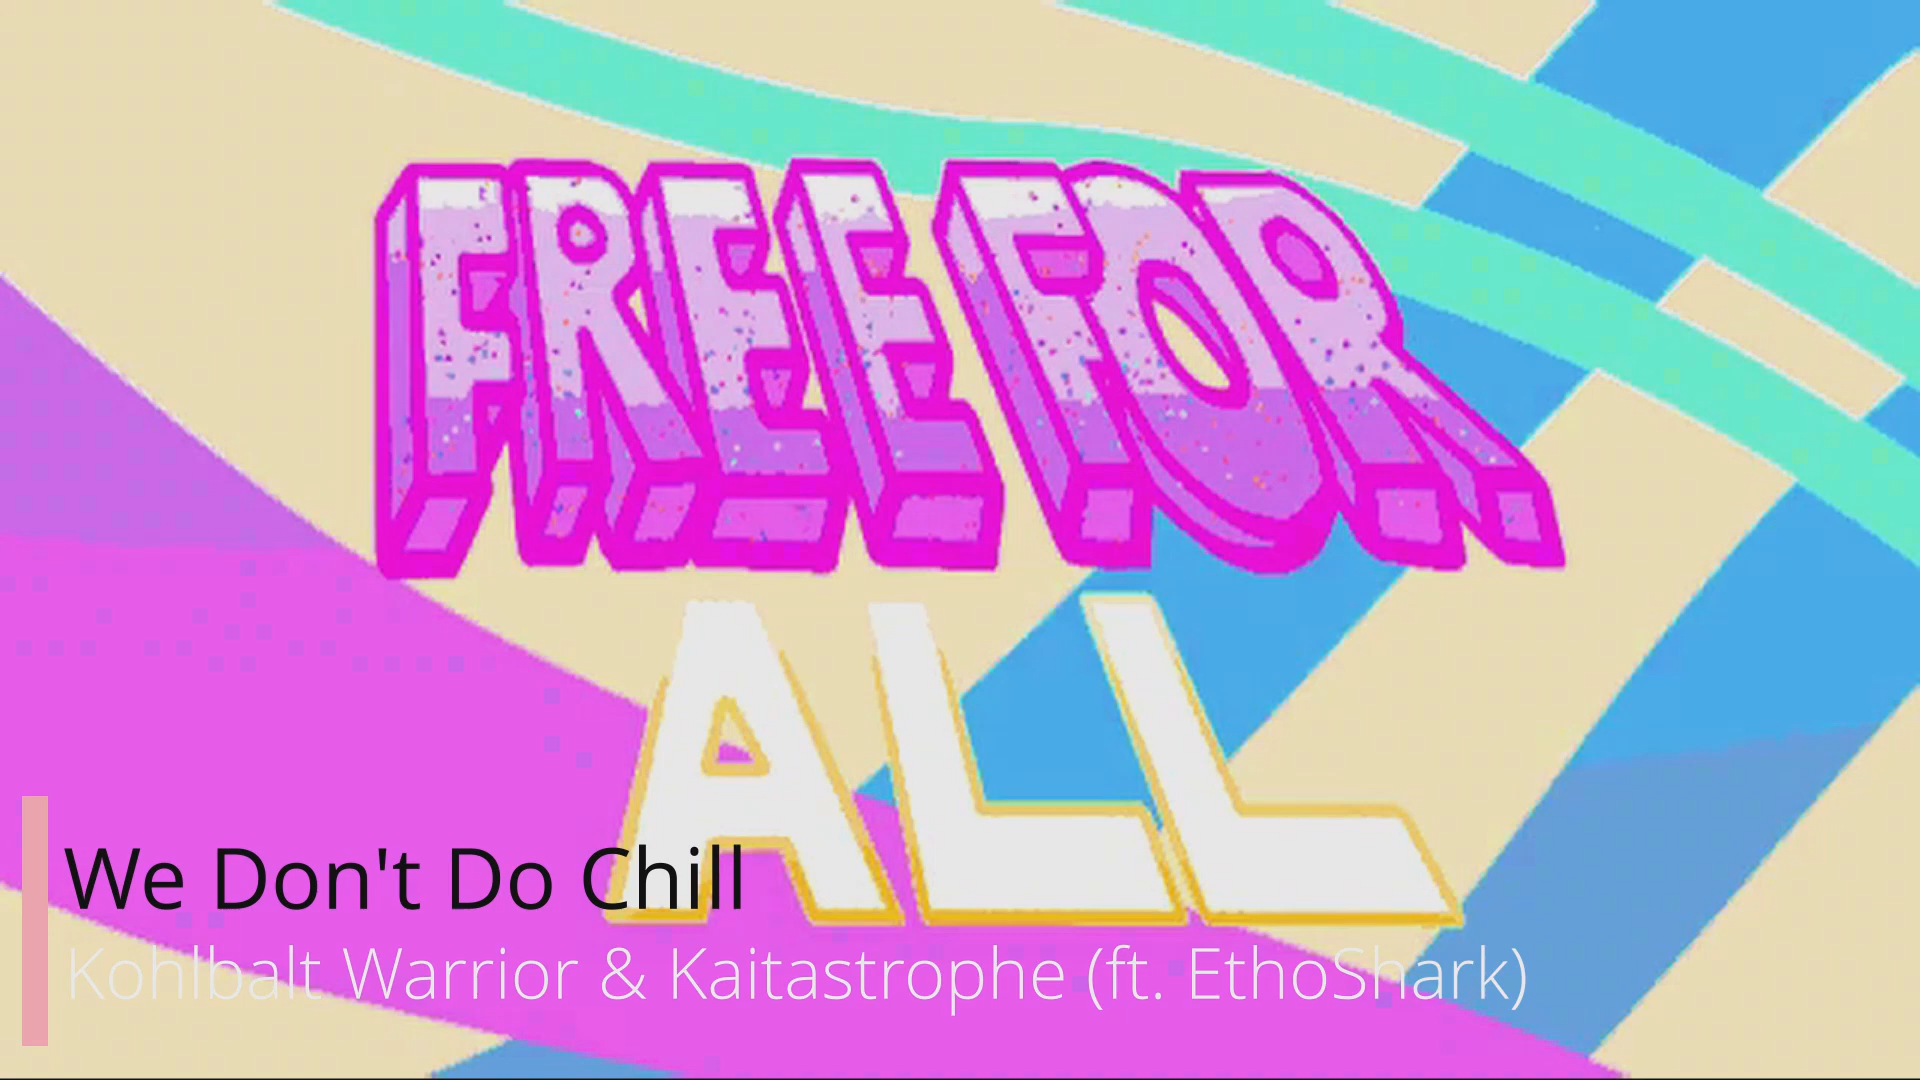 FREE FOR
ALL
We Don't Do Chill
Kohlbalt Warrior & Kaitastrophe (ft. EthoShark)